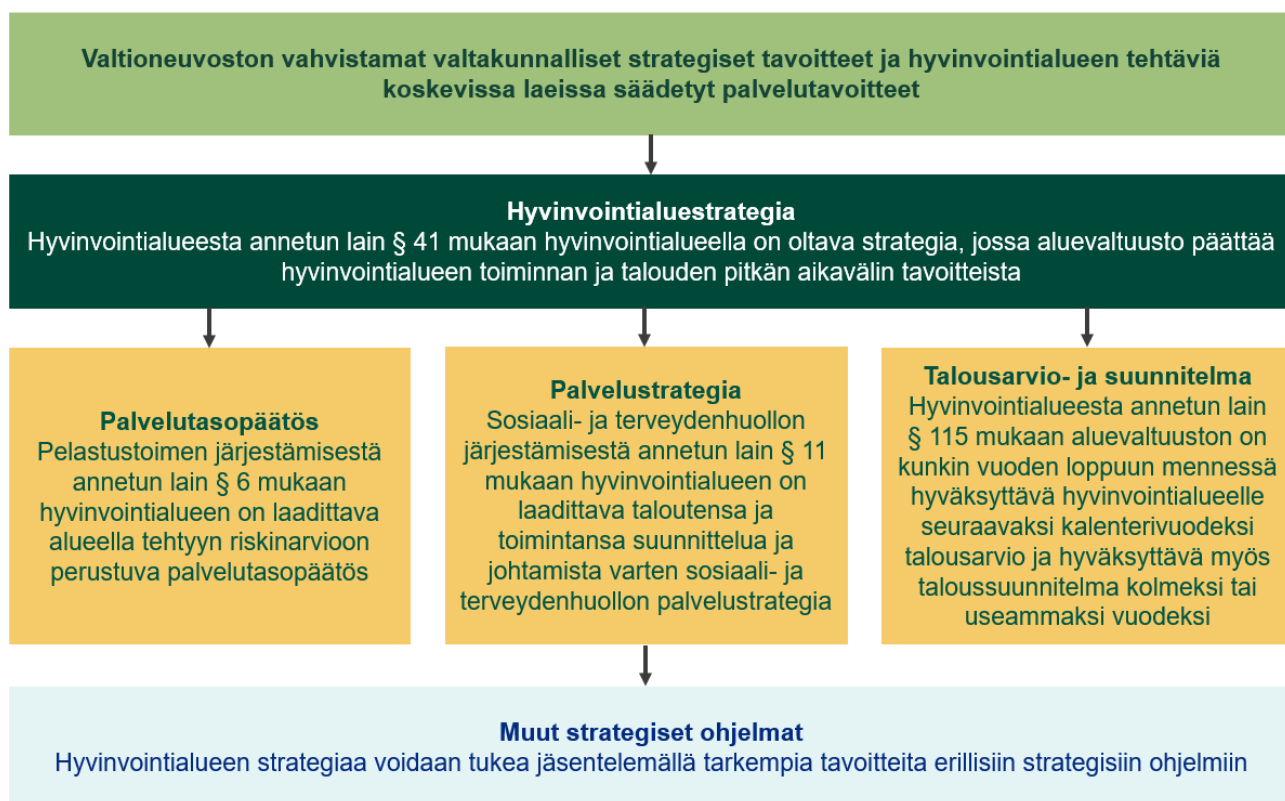 Valtioneuvoston vahvistamat valtakunnalliset strategiset tavoitteet ja hyvinvointialueen tehtäviä
koskevissa laeissa säädetyt palvelutavoitteet
Hyvinvointialuestrategia
Hyvinvointialueesta annetun lain § 41 mukaan hyvinvointialueella on oltava strategia, jossa aluevaltuusto päättää
hyvinvointialueen toiminnan ja talouden pitkän aikavälin tavoitteista
Palvelutasopäätös
Pelastustoimen järjestämisestä
annetun lain § 6 mukaan
hyvinvointialueen on laadittava
alueella tehtyyn riskinarvioon
perustuva palvelutasopäätös
Palvelustrategia
Sosiaali- ja terveydenhuollon
järjestämisestä annetun lain § 11
mukaan hyvinvointialueen on
laadittava taloutensa ja
toimintansa suunnittelua ja
johtamista varten sosiaali- ja
terveydenhuollon palvelustrategia
Talousarvio- ja suunnitelma
Hyvinvointialueesta annetun lain
§ 115 mukaan aluevaltuuston on
kunkin vuoden loppuun mennessä
hyväksyttävä hyvinvointialueelle
seuraavaksi kalenterivuodeksi
talousarvio ja hyväksyttävä myös
taloussuunnitelma kolmeksi tai
useammaksi vuodeksi
Muut strategiset ohjelmat
Hyvinvointialueen strategiaa voidaan tukea jäsentelemällä tarkempia tavoitteita erillisiin strategisiin ohjelmiin